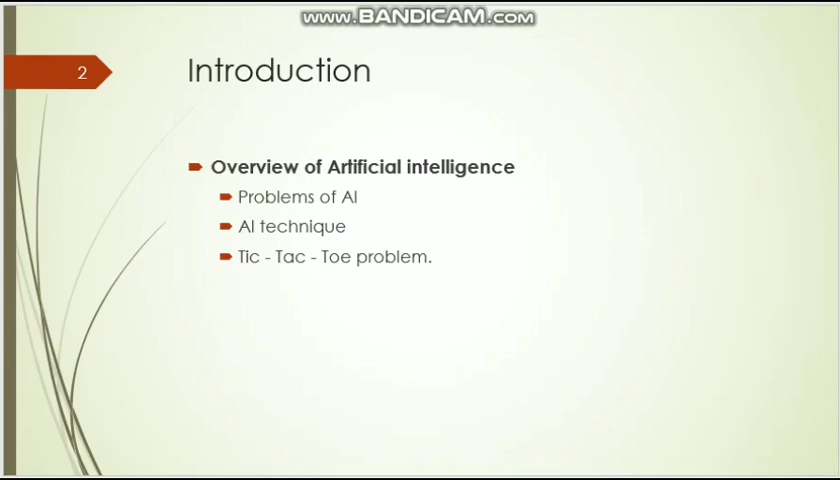 www.BANDICAM.com
2
Introduction
Overview of Artificial intelligence
Problems of AI
AI technique
Tic - Tac - Toe problem.